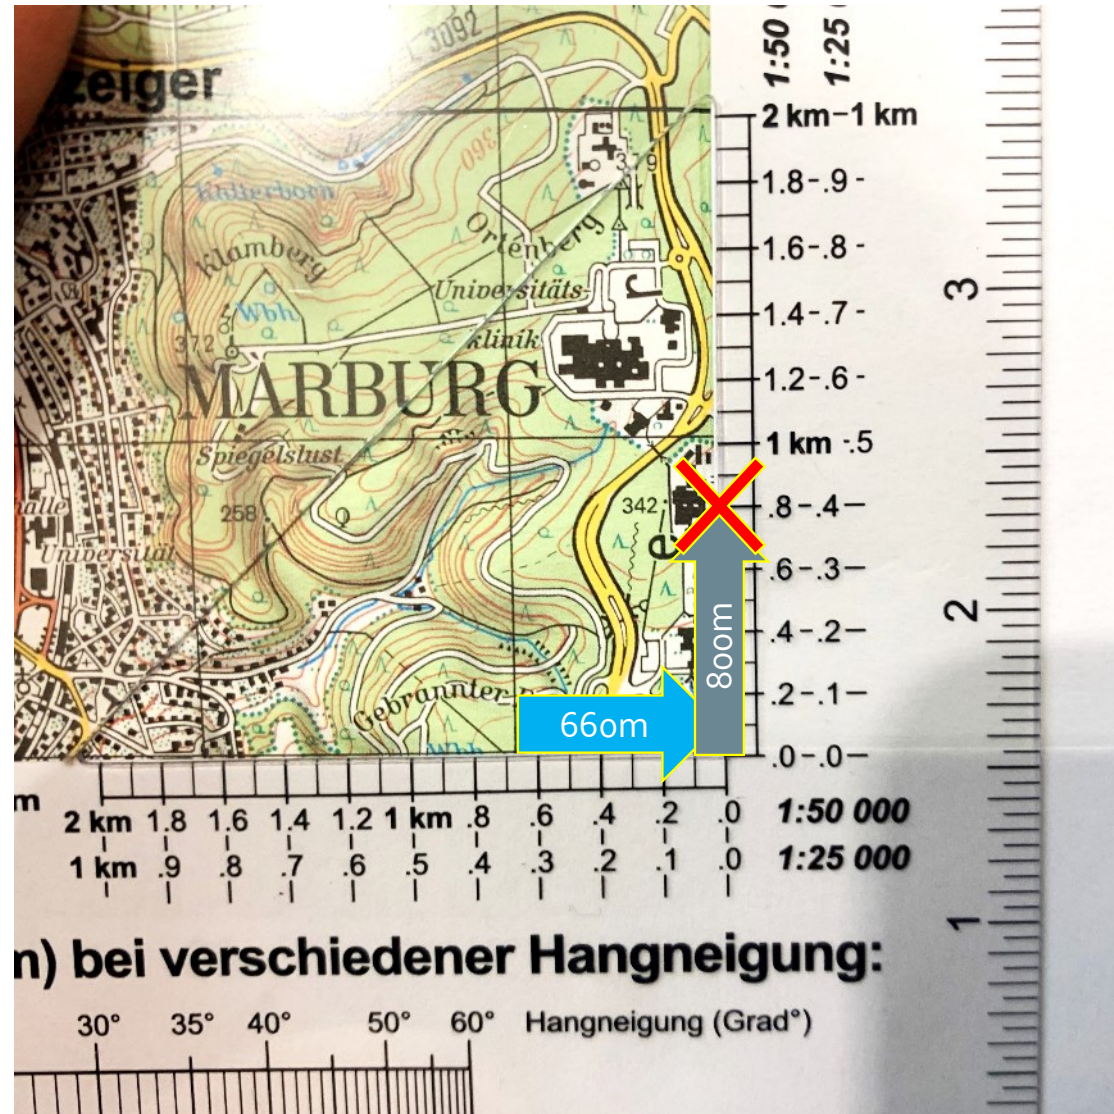 L 3092
1:50
1:25
zeiger
2 km–1 km
379
360
1.8-.9-
Kalterborn
Ortenberg
1.6-.8-
Klamberg
Universitäts-
3
Wbh
1.4-.7-
klinik
372
1.2-.6-
MARBURG
1 km -.5
Spiegelslust
258
Q
342
.8-.4–
Universität
e
.6-.3–
2
800m
.4-.2–
.2-.1–
Gebrannter
660m
Wbh
.0-.0–
m
2 km 1.8 1.6 1.4 1.2 1 km .8 .6 .4 .2 .0 1:50 000
1 km .9 .8 .7 .6 .5 .4 .3 .2 .1 .0 1:25 000
1
n) bei verschiedener Hangneigung:
30° 35° 40° 50° 60° Hangneigung (Grad°)